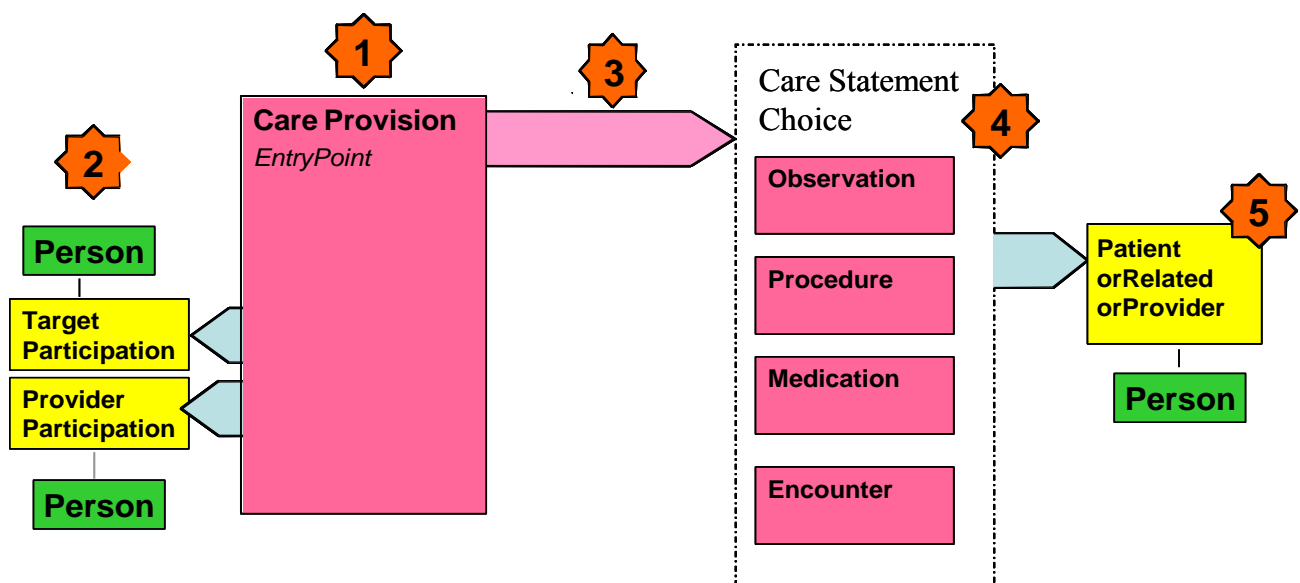 1
Care Provision
EntryPoint
2
Person
Target
Participation
Provider
Participation
Person
3
Care Statement
Choice
4
Observation
Procedure
Medication
Encounter
5
Patient
orRelated
orProvider
Person